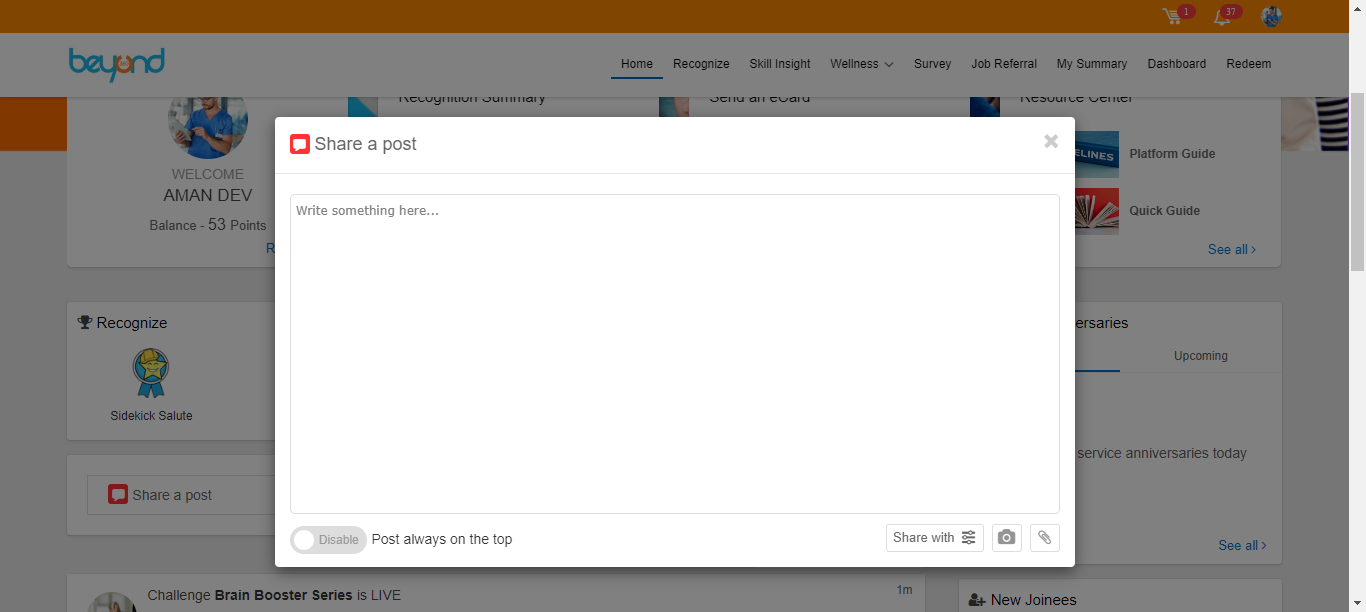 1
37
beyond
Home Recognize Skill Insight Wellness Survey Job Referral My Summary Dashboard Redeem
Recognition Summary
Send an eCard
Resource Center
Share a post
×
WELCOME
AMAN DEV
Balance - 53 Points
R
ELINES
Platform Guide
Quick Guide
See all ›
Write something here...
Recognize
Sidekick Salute
ersaries
Upcoming
service anniversaries today
See all ›
Share a post
Disable Post always on the top
Share with
Challenge Brain Booster Series is LIVE
1m
New Joinees